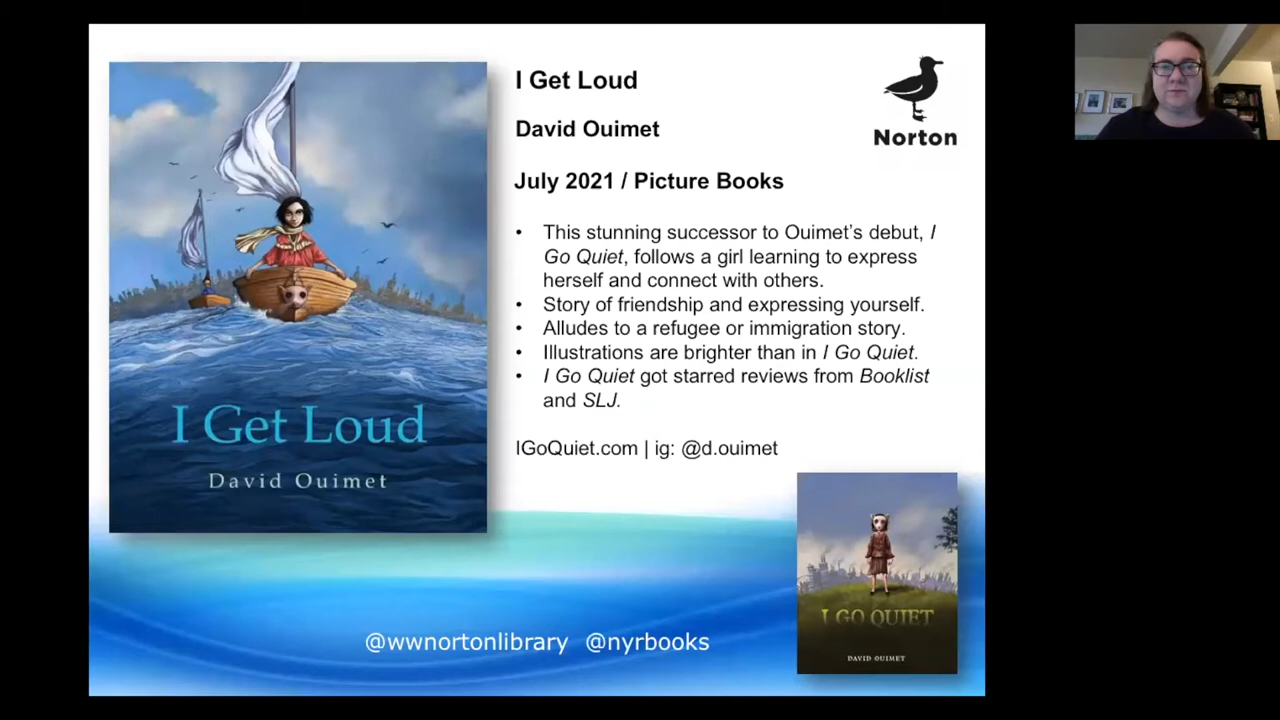 I Get Loud
David Ouimet
I Get Loud
David Ouimet
July 2021 / Picture Books
• This stunning successor to Ouimet’s debut, I
Go Quiet, follows a girl learning to express
herself and connect with others.
• Story of friendship and expressing yourself.
• Alludes to a refugee or immigration story.
• Illustrations are brighter than in I Go Quiet.
• I Go Quiet got starred reviews from Booklist
and SLJ.
IGoQuiet.com | ig: @d.ouimet
Norton
I GO QUIET
DAVID OUIMET
@wwnortonlibrary @nyrbooks